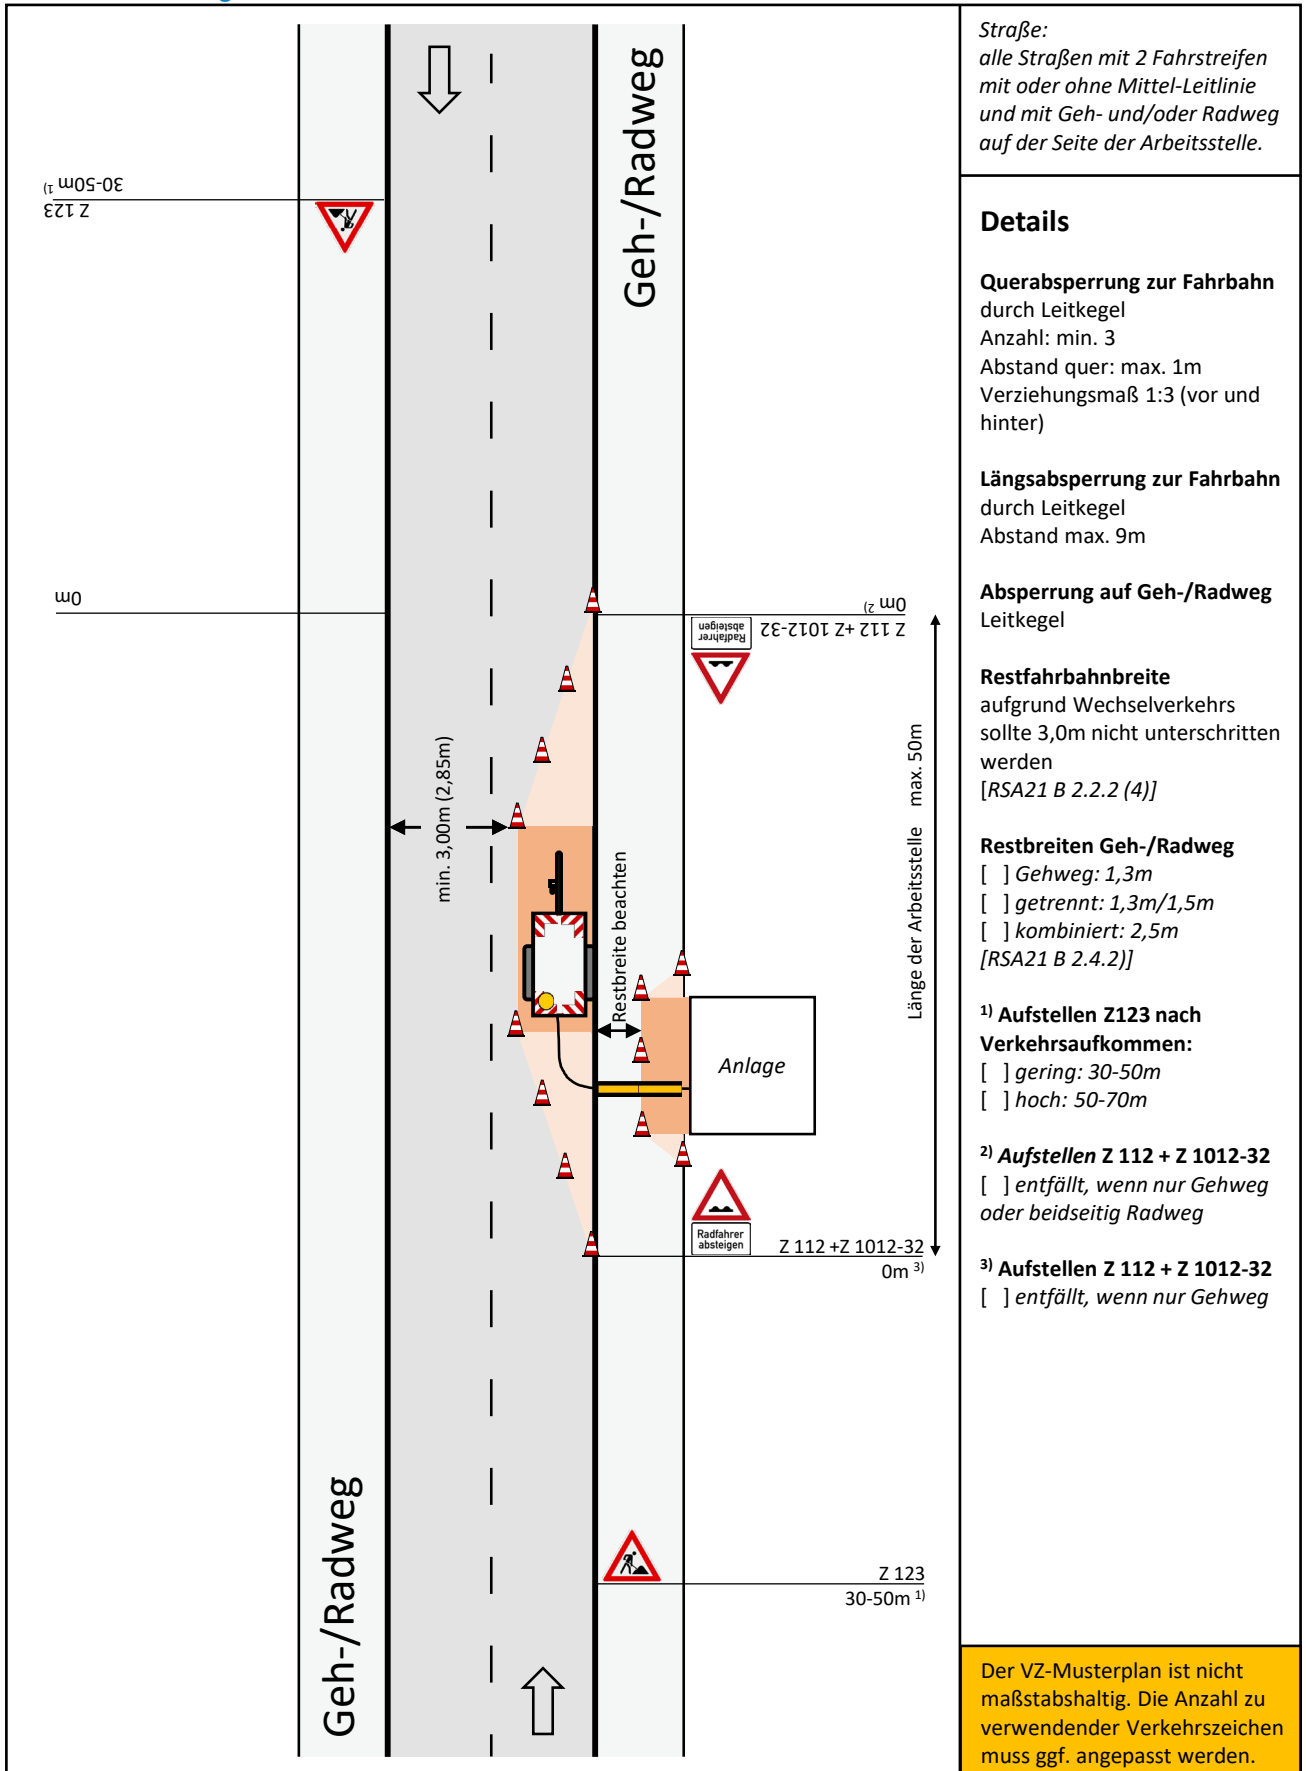 Geh-/Radweg
30-50m 1)
Z 123
0m
0m 2)
Z 112 +Z 1012-32
Radfahrer
absteigen
min. 3,00m (2,85m)
Restbreite beachten
Länge der Arbeitsstelle max. 50m
Anlage
Radfahrer
absteigen
Z 112 +Z 1012-32
0m 3)
Geh-/Radweg
Z 123
30-50m 1)
Straße:
alle Straßen mit 2 Fahrstreifen
mit oder ohne Mittel-Leitlinie
und mit Geh- und/oder Radweg
auf der Seite der Arbeitsstelle.
Details
Querabsperrung zur Fahrbahn
durch Leitkegel
Anzahl: min. 3
Abstand quer: max. 1m
Verziehungsmaß 1:3 (vor und
hinter)
Längsabsperrung zur Fahrbahn
durch Leitkegel
Abstand max. 9m
Absperrung auf Geh-/Radweg
Leitkegel
Restfahrbahnbreite
aufgrund Wechselverkehrs
sollte 3,0m nicht unterschritten
werden
[RSA21 B 2.2.2 (4)]
Restbreiten Geh-/Radweg
[ ] Gehweg: 1,3m
[ ] getrennt: 1,3m/1,5m
[ ] kombiniert: 2,5m
[RSA21 B 2.4.2)]
1) Aufstellen Z123 nach
Verkehrsaufkommen:
[ ] gering: 30-50m
[ ] hoch: 50-70m
2) Aufstellen Z 112 + Z 1012-32
[ ] entfällt, wenn nur Gehweg
oder beidseitig Radweg
3) Aufstellen Z 112 + Z 1012-32
[ ] entfällt, wenn nur Gehweg
Der VZ-Musterplan ist nicht
maßstabshaltig. Die Anzahl zu
verwendender Verkehrszeichen
muss ggf. angepasst werden.